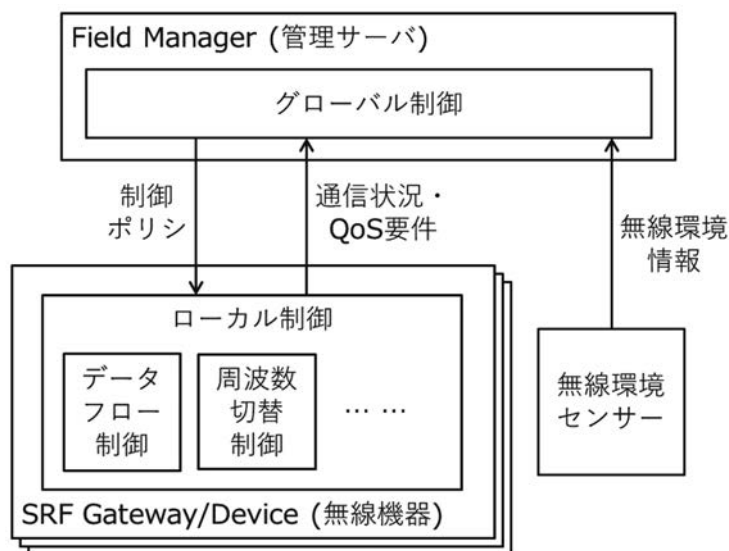 Field Manager (管理サーバ)
グローバル制御
制御
ポリシ
通信状況・
QoS要件
無線環境
情報
ローカル制御
データ
フロー
制御
周波数
切替
制御
… …
無線環境
センサー
SRF Gateway/Device (無線機器)